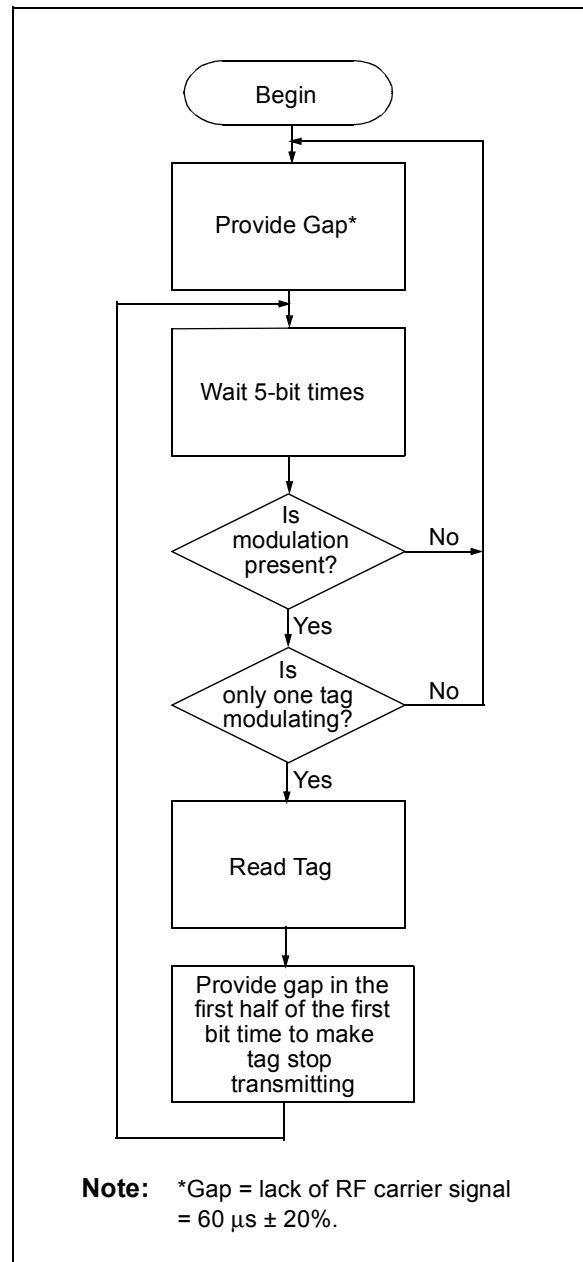 Begin
Provide Gap*
Wait 5-bit times
Is
modulation
present?
No
Yes
Is
only one tag
modulating?
No
Yes
Read Tag
Provide gap in the
first half of the first
bit time to make
tag stop
transmitting
Note: *Gap = lack of RF carrier signal
= 60 μs ± 20%.